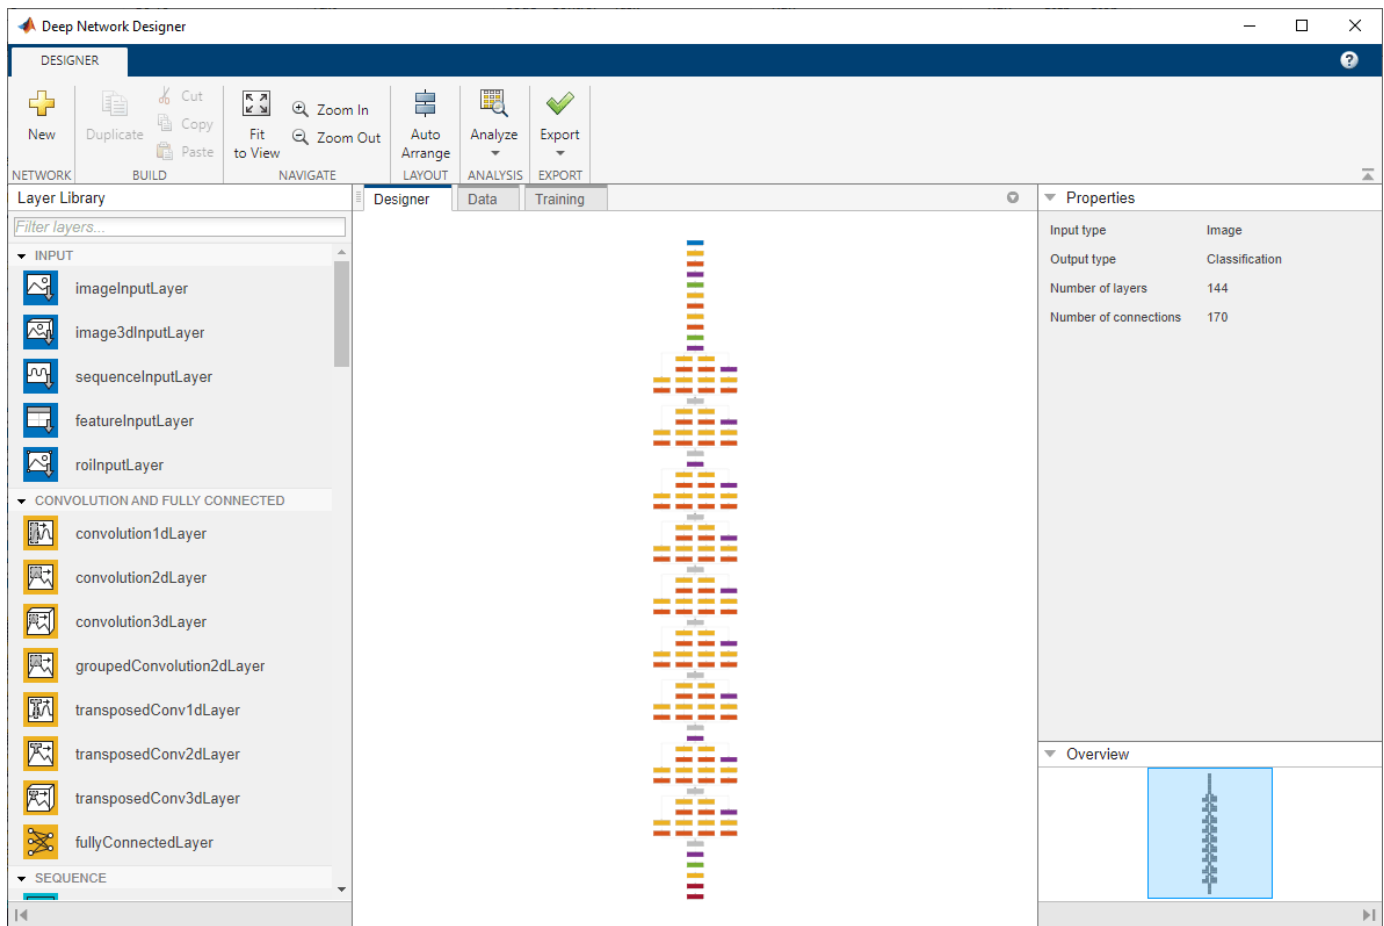 Deep Network Designer
DESIGNER
New
Duplicate
Cut
Copy
Paste
Fit
to View
Zoom In
Zoom Out
Auto
Arrange
Analyze
Export
NETWORK
BUILD
NAVIGATE
LAYOUT
ANALYSIS
EXPORT
Layer Library
Filter layers...
INPUT
imageInputLayer
image3dInputLayer
sequenceInputLayer
featureInputLayer
roiInputLayer
CONVOLUTION AND FULLY CONNECTED
convolution1dLayer
convolution2dLayer
convolution3dLayer
groupedConvolution2dLayer
transposedConv1dLayer
transposedConv2dLayer
transposedConv3dLayer
fullyConnectedLayer
SEQUENCE
Designer
Data
Training
Properties
Input type Image
Output type Classification
Number of layers 144
Number of connections 170
Overview